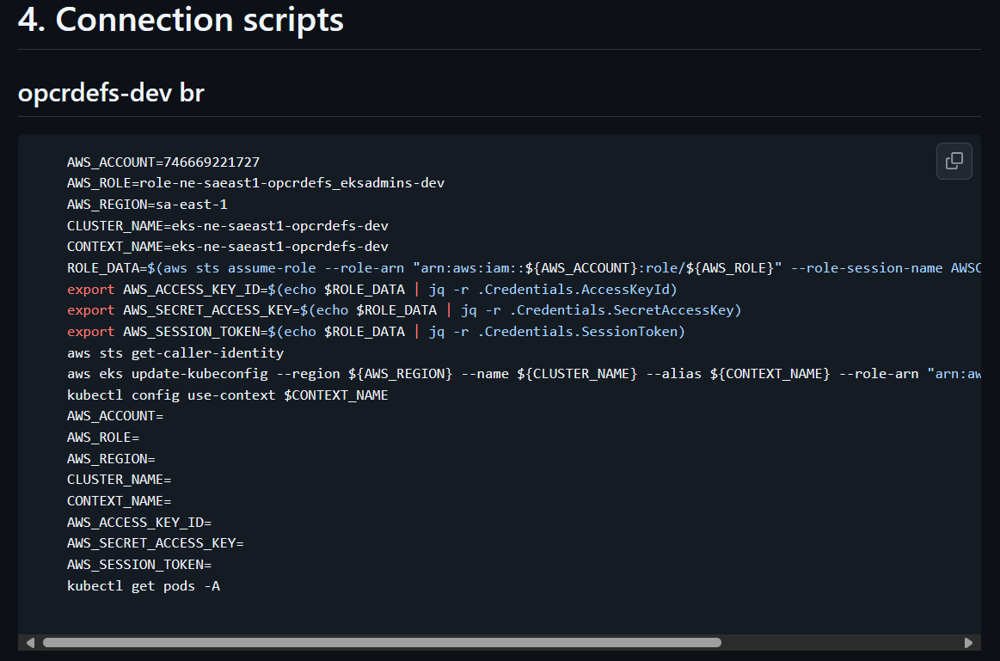 4. Connection scripts
opcrdefs-dev br
AWS_ACCOUNT=746669221727
AWS_ROLE=role-ne-saeast1-opcrdefs_eksadmins-dev
AWS_REGION=sa-east-1
CLUSTER_NAME=eks-ne-saeast1-opcrdefs-dev
CONTEXT_NAME=eks-ne-saeast1-opcrdefs-dev
ROLE_DATA=$(aws sts assume-role --role-arn "arn:aws:iam::${AWS_ACCOUNT}:role/${AWS_ROLE}" --role-session-name AWSC
export AWS_ACCESS_KEY_ID=$(echo $ROLE_DATA | jq -r .Credentials.AccessKeyId)
export AWS_SECRET_ACCESS_KEY=$(echo $ROLE_DATA | jq -r .Credentials.SecretAccessKey)
export AWS_SESSION_TOKEN=$(echo $ROLE_DATA | jq -r .Credentials.SessionToken)
aws sts get-caller-identity
aws eks update-kubeconfig --region ${AWS_REGION} --name ${CLUSTER_NAME} --alias ${CONTEXT_NAME} --role-arn "arn:aw
kubectl config use-context $CONTEXT_NAME
AWS_ACCOUNT=
AWS_ROLE=
AWS_REGION=
CLUSTER_NAME=
CONTEXT_NAME=
AWS_ACCESS_KEY_ID=
AWS_SECRET_ACCESS_KEY=
AWS_SESSION_TOKEN=
kubectl get pods -A